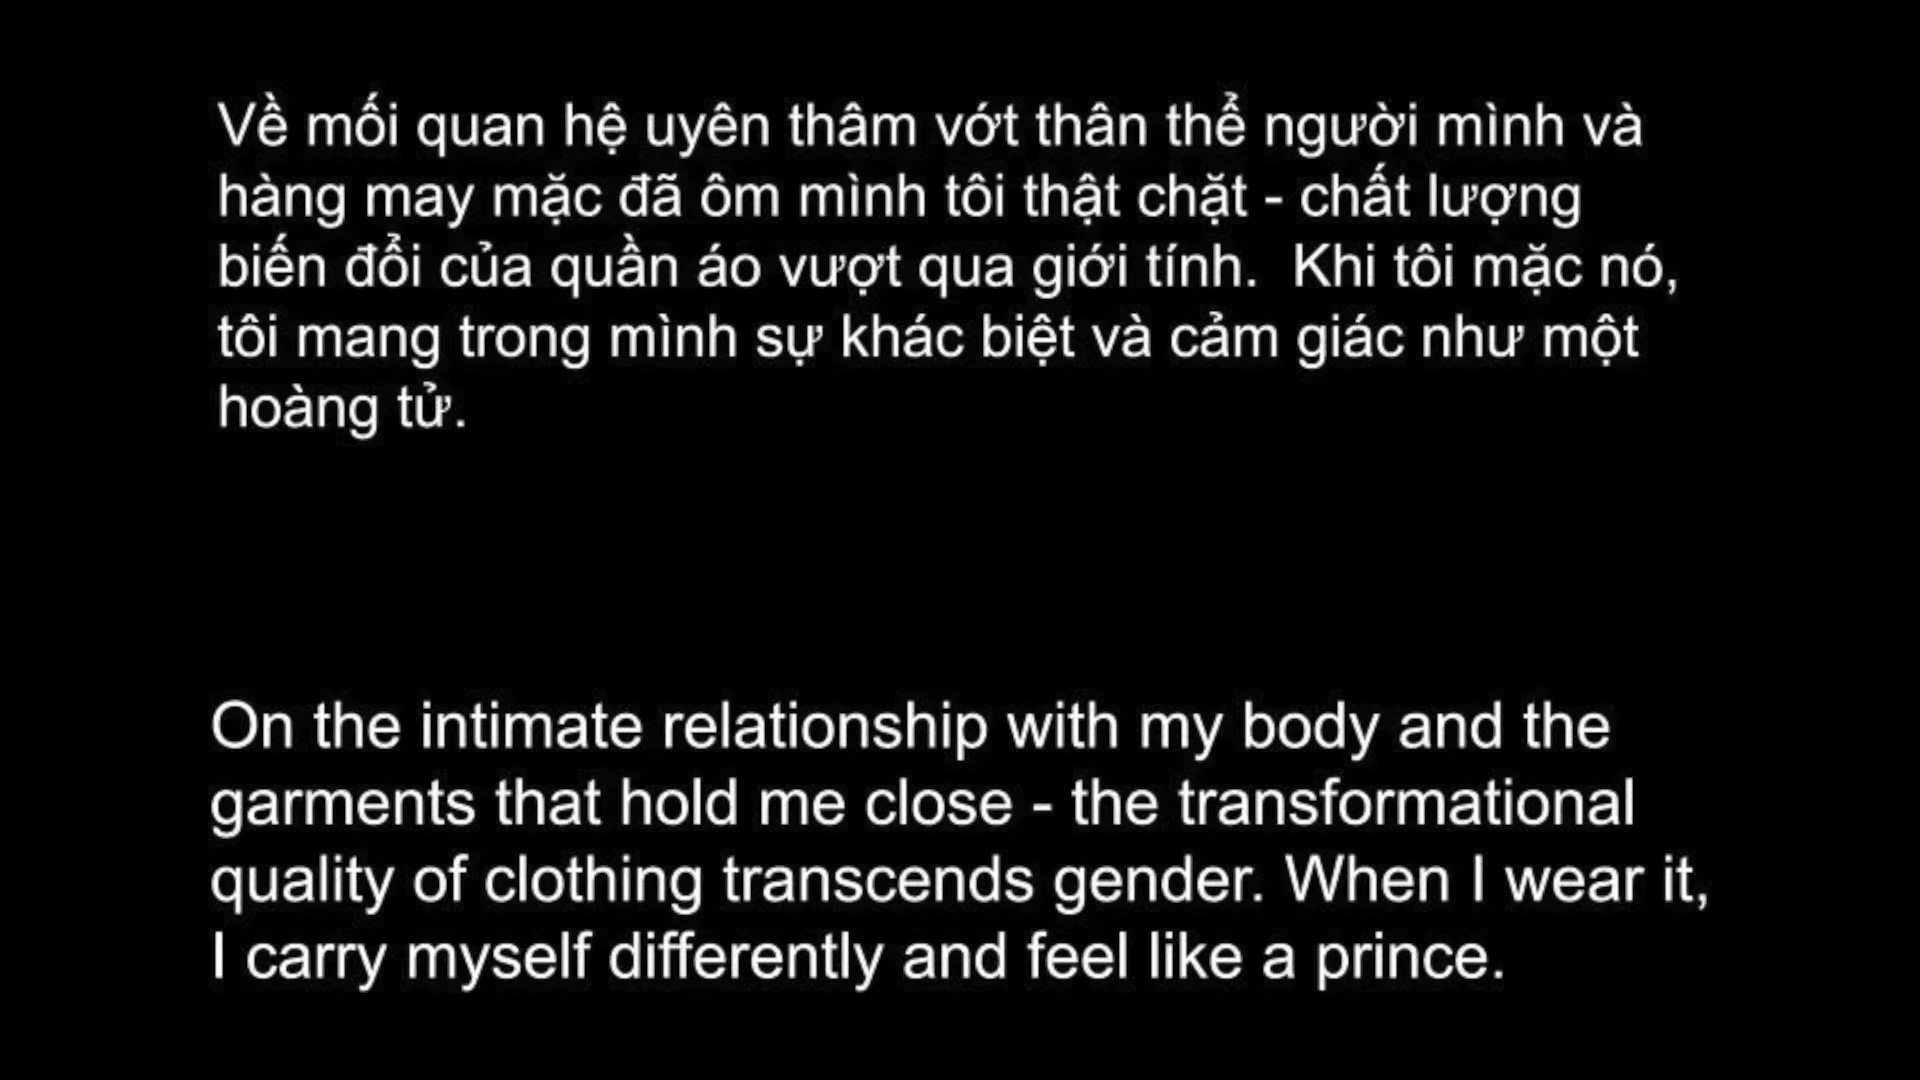 Về mối quan hệ uyên thâm vớt thân thể người mình và
hàng may mặc đã ôm mình tôi thật chặt - chất lượng
biến đổi của quần áo vượt qua giới tính.  Khi tôi mặc nó,
tôi mang trong mình sự khác biệt và cảm giác như một
hoàng tử.
On the intimate relationship with my body and the
garments that hold me close - the transformational
quality of clothing transcends gender. When I wear it,
I carry myself differently and feel like a prince.